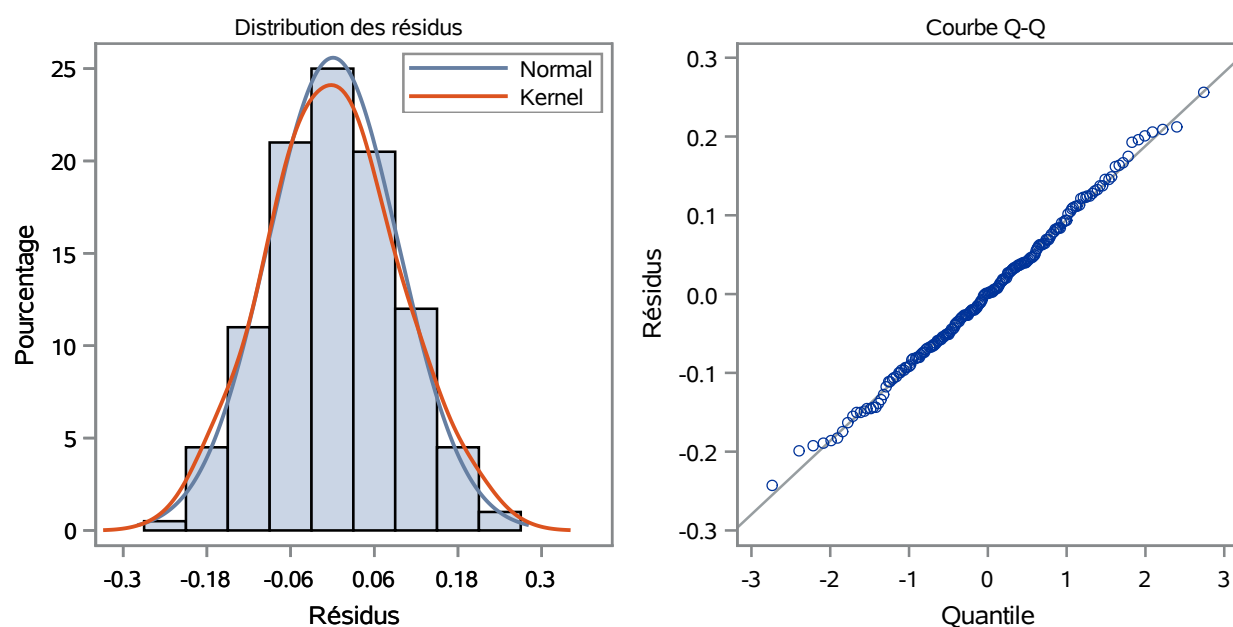 Distribution des résidus
25
20
15
10
5
0
Pourcentage
Normal
Kernel
-0.3 -0.18 -0.06 0.06 0.18 0.3
Résidus
Courbe Q-Q
0.3
0.2
0.1
0.0
-0.1
-0.2
-0.3
Résidus
-3 -2 -1 0 1 2 3
Quantile